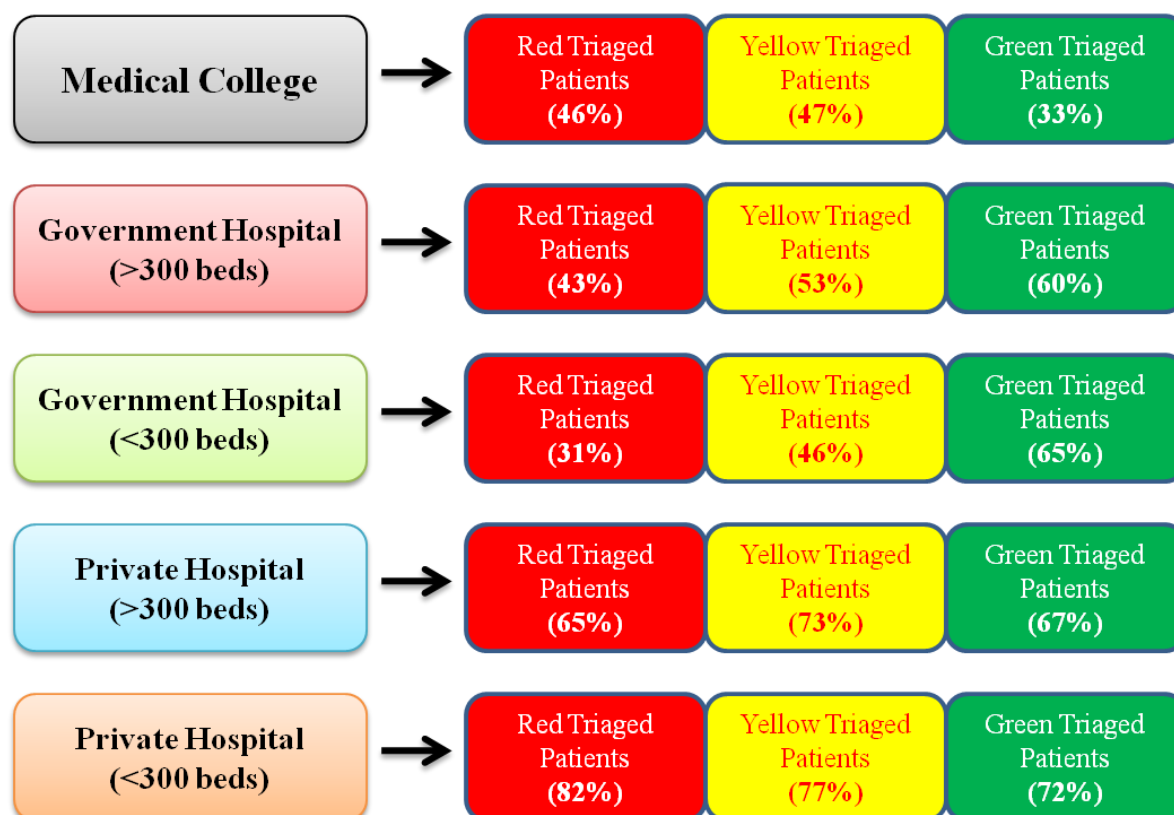 Medical College
Red Triaged
Patients
(46%)
Yellow Triaged
Patients
(47%)
Green Triaged
Patients
(33%)
Government Hospital
(>300 beds)
Red Triaged
Patients
(43%)
Yellow Triaged
Patients
(53%)
Green Triaged
Patients
(60%)
Government Hospital
(<300 beds)
Red Triaged
Patients
(31%)
Yellow Triaged
Patients
(46%)
Green Triaged
Patients
(65%)
Private Hospital
(>300 beds)
Red Triaged
Patients
(65%)
Yellow Triaged
Patients
(73%)
Green Triaged
Patients
(67%)
Private Hospital
(<300 beds)
Red Triaged
Patients
(82%)
Yellow Triaged
Patients
(77%)
Green Triaged
Patients
(72%)